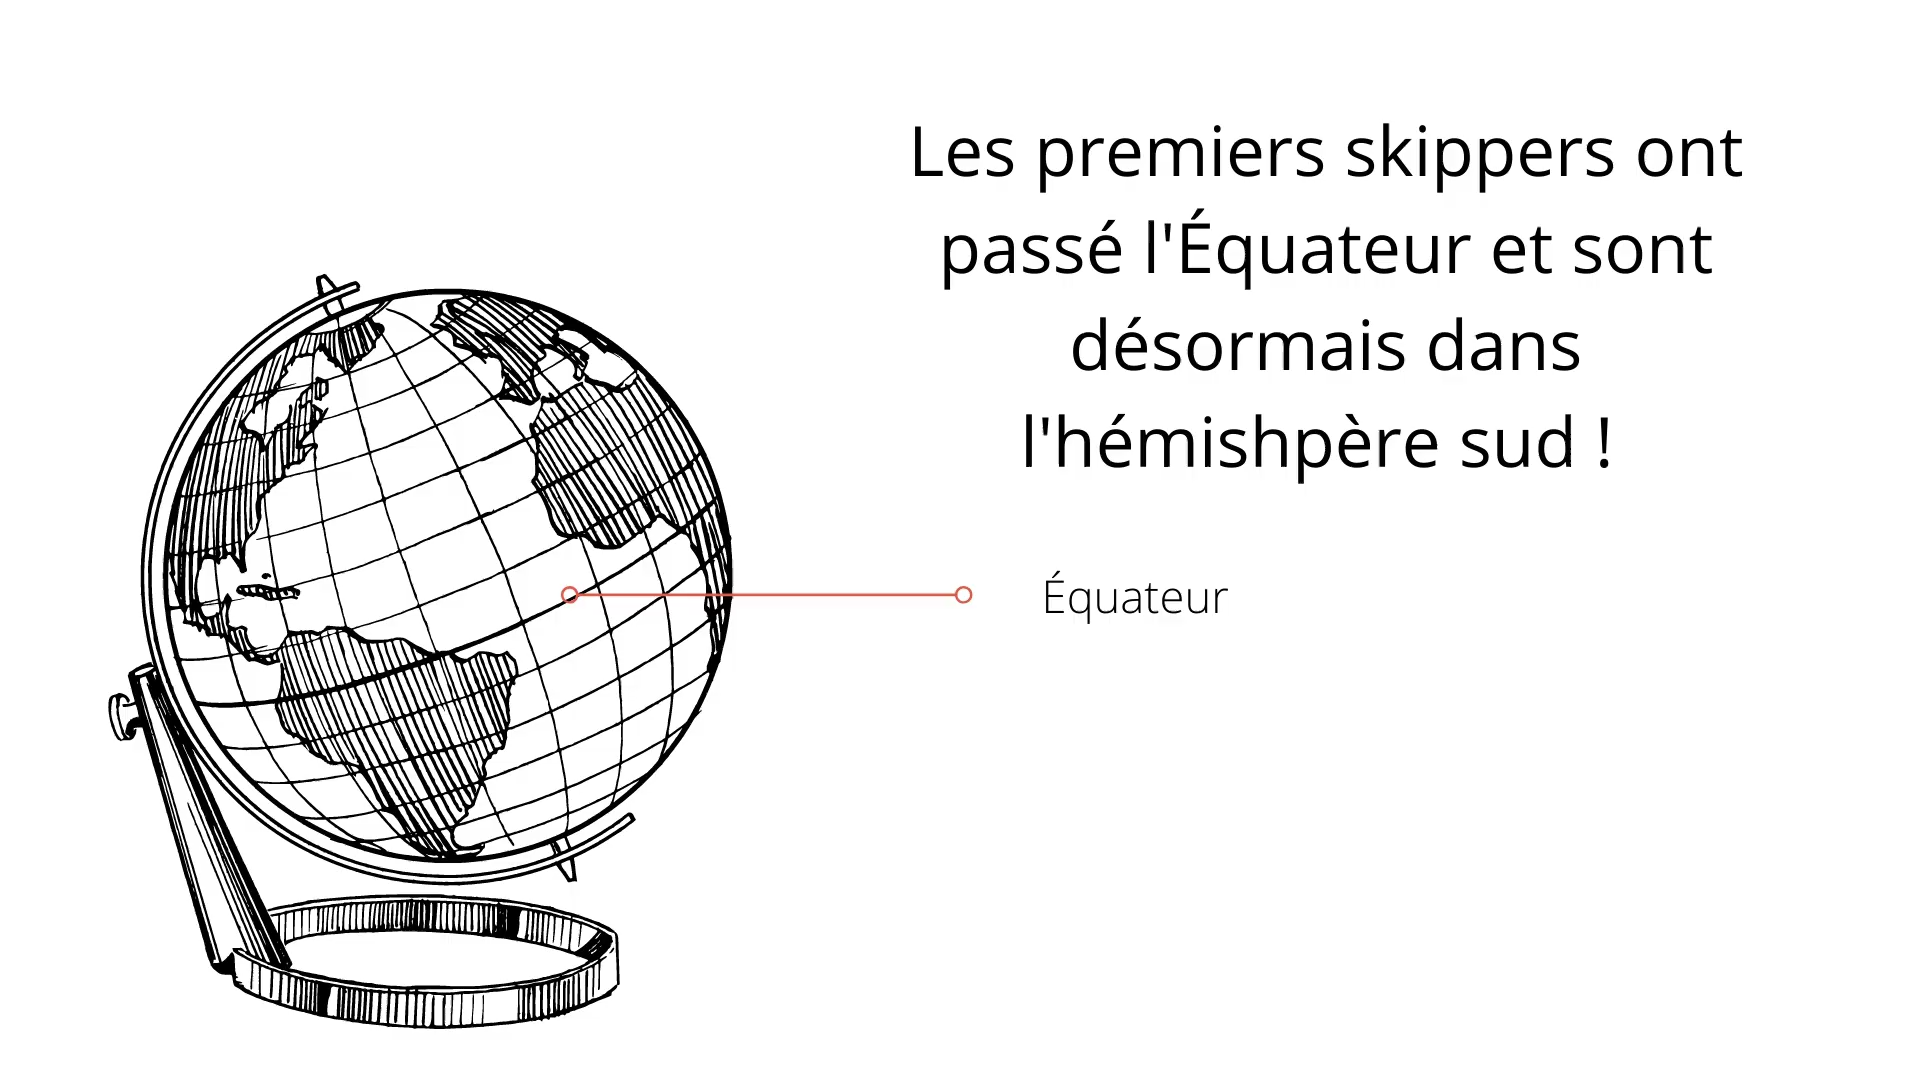 Les premiers skippers ont
passé l'Équateur et sont
désormais dans
l'hémishpère sud !
Équateur